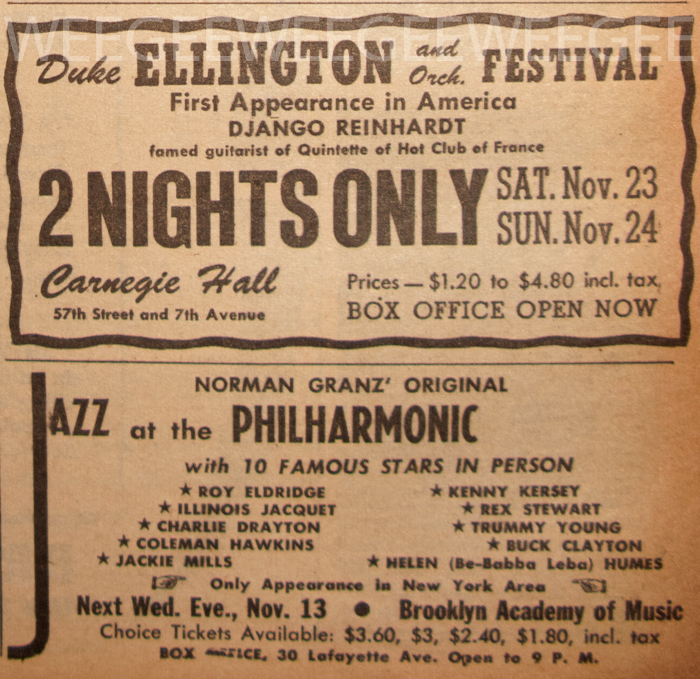 WEEGEEWEEGEEWEEGEEWEEGEE
Duke ELLINGTON and Orch. FESTIVAL
First Appearance in America
DJANGO REINHARDT
famed guitarist of Quintette of Hot Club of France
2 NIGHTS ONLY
SAT. Nov. 23
SUN. Nov. 24
Carnegie Hall
57th Street and 7th Avenue
Prices — $1.20 to $4.80 incl. tax
BOX OFFICE OPEN NOW
NORMAN GRANZ' ORIGINAL
JAZZ at the PHILHARMONIC
with 10 FAMOUS STARS IN PERSON
★ ROY ELDRIDGE ★ KENNY KERSEY
★ ILLINOIS JACQUET ★ REX STEWART
★ CHARLIE DRAYTON ★ TRUMMY YOUNG
★ COLEMAN HAWKINS ★ BUCK CLAYTON
★ JACKIE MILLS ★ HELEN (Be-Babba Leba) HUMES
Only Appearance in New York Area
Next Wed. Eve., Nov. 13 ● Brooklyn Academy of Music
Choice Tickets Available: $3.60, $3, $2.40, $1.80, incl. tax
BOX OFFICE, 30 Lafayette Ave. Open to 9 P. M.